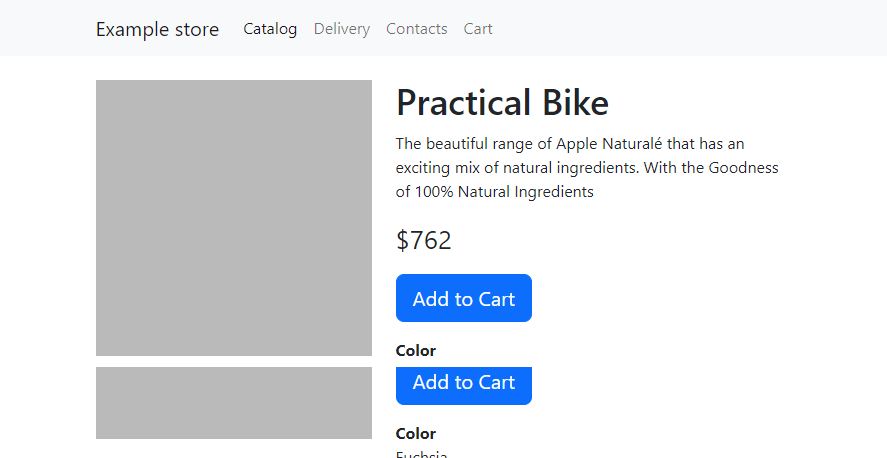 Example store Catalog Delivery Contacts Cart
Practical Bike
The beautiful range of Apple Naturalé that has an
exciting mix of natural ingredients. With the Goodness
of 100% Natural Ingredients
$762
Add to Cart
Color
Add to Cart
Color
Fuchsia